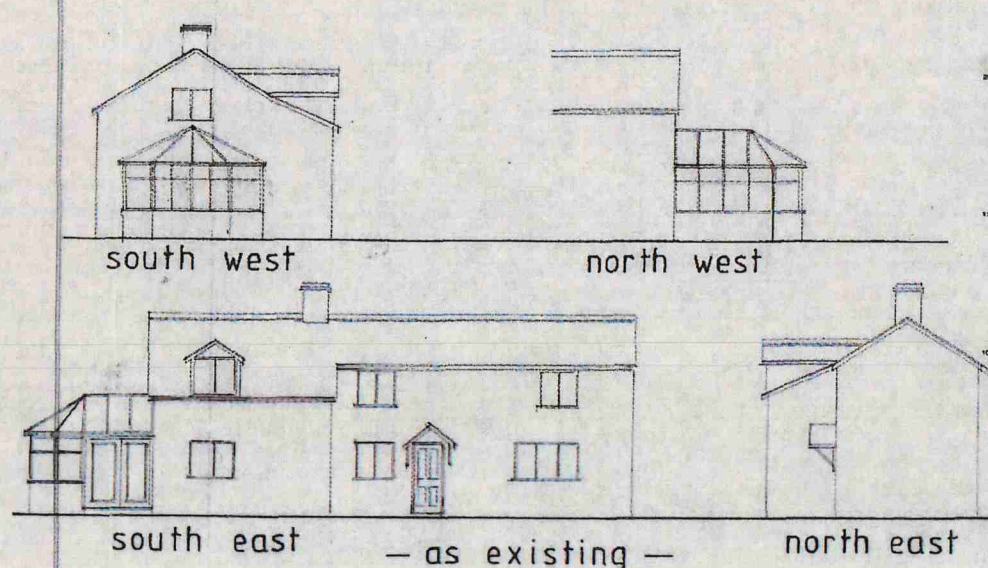 south west
north west
south east
— as existing —
north east